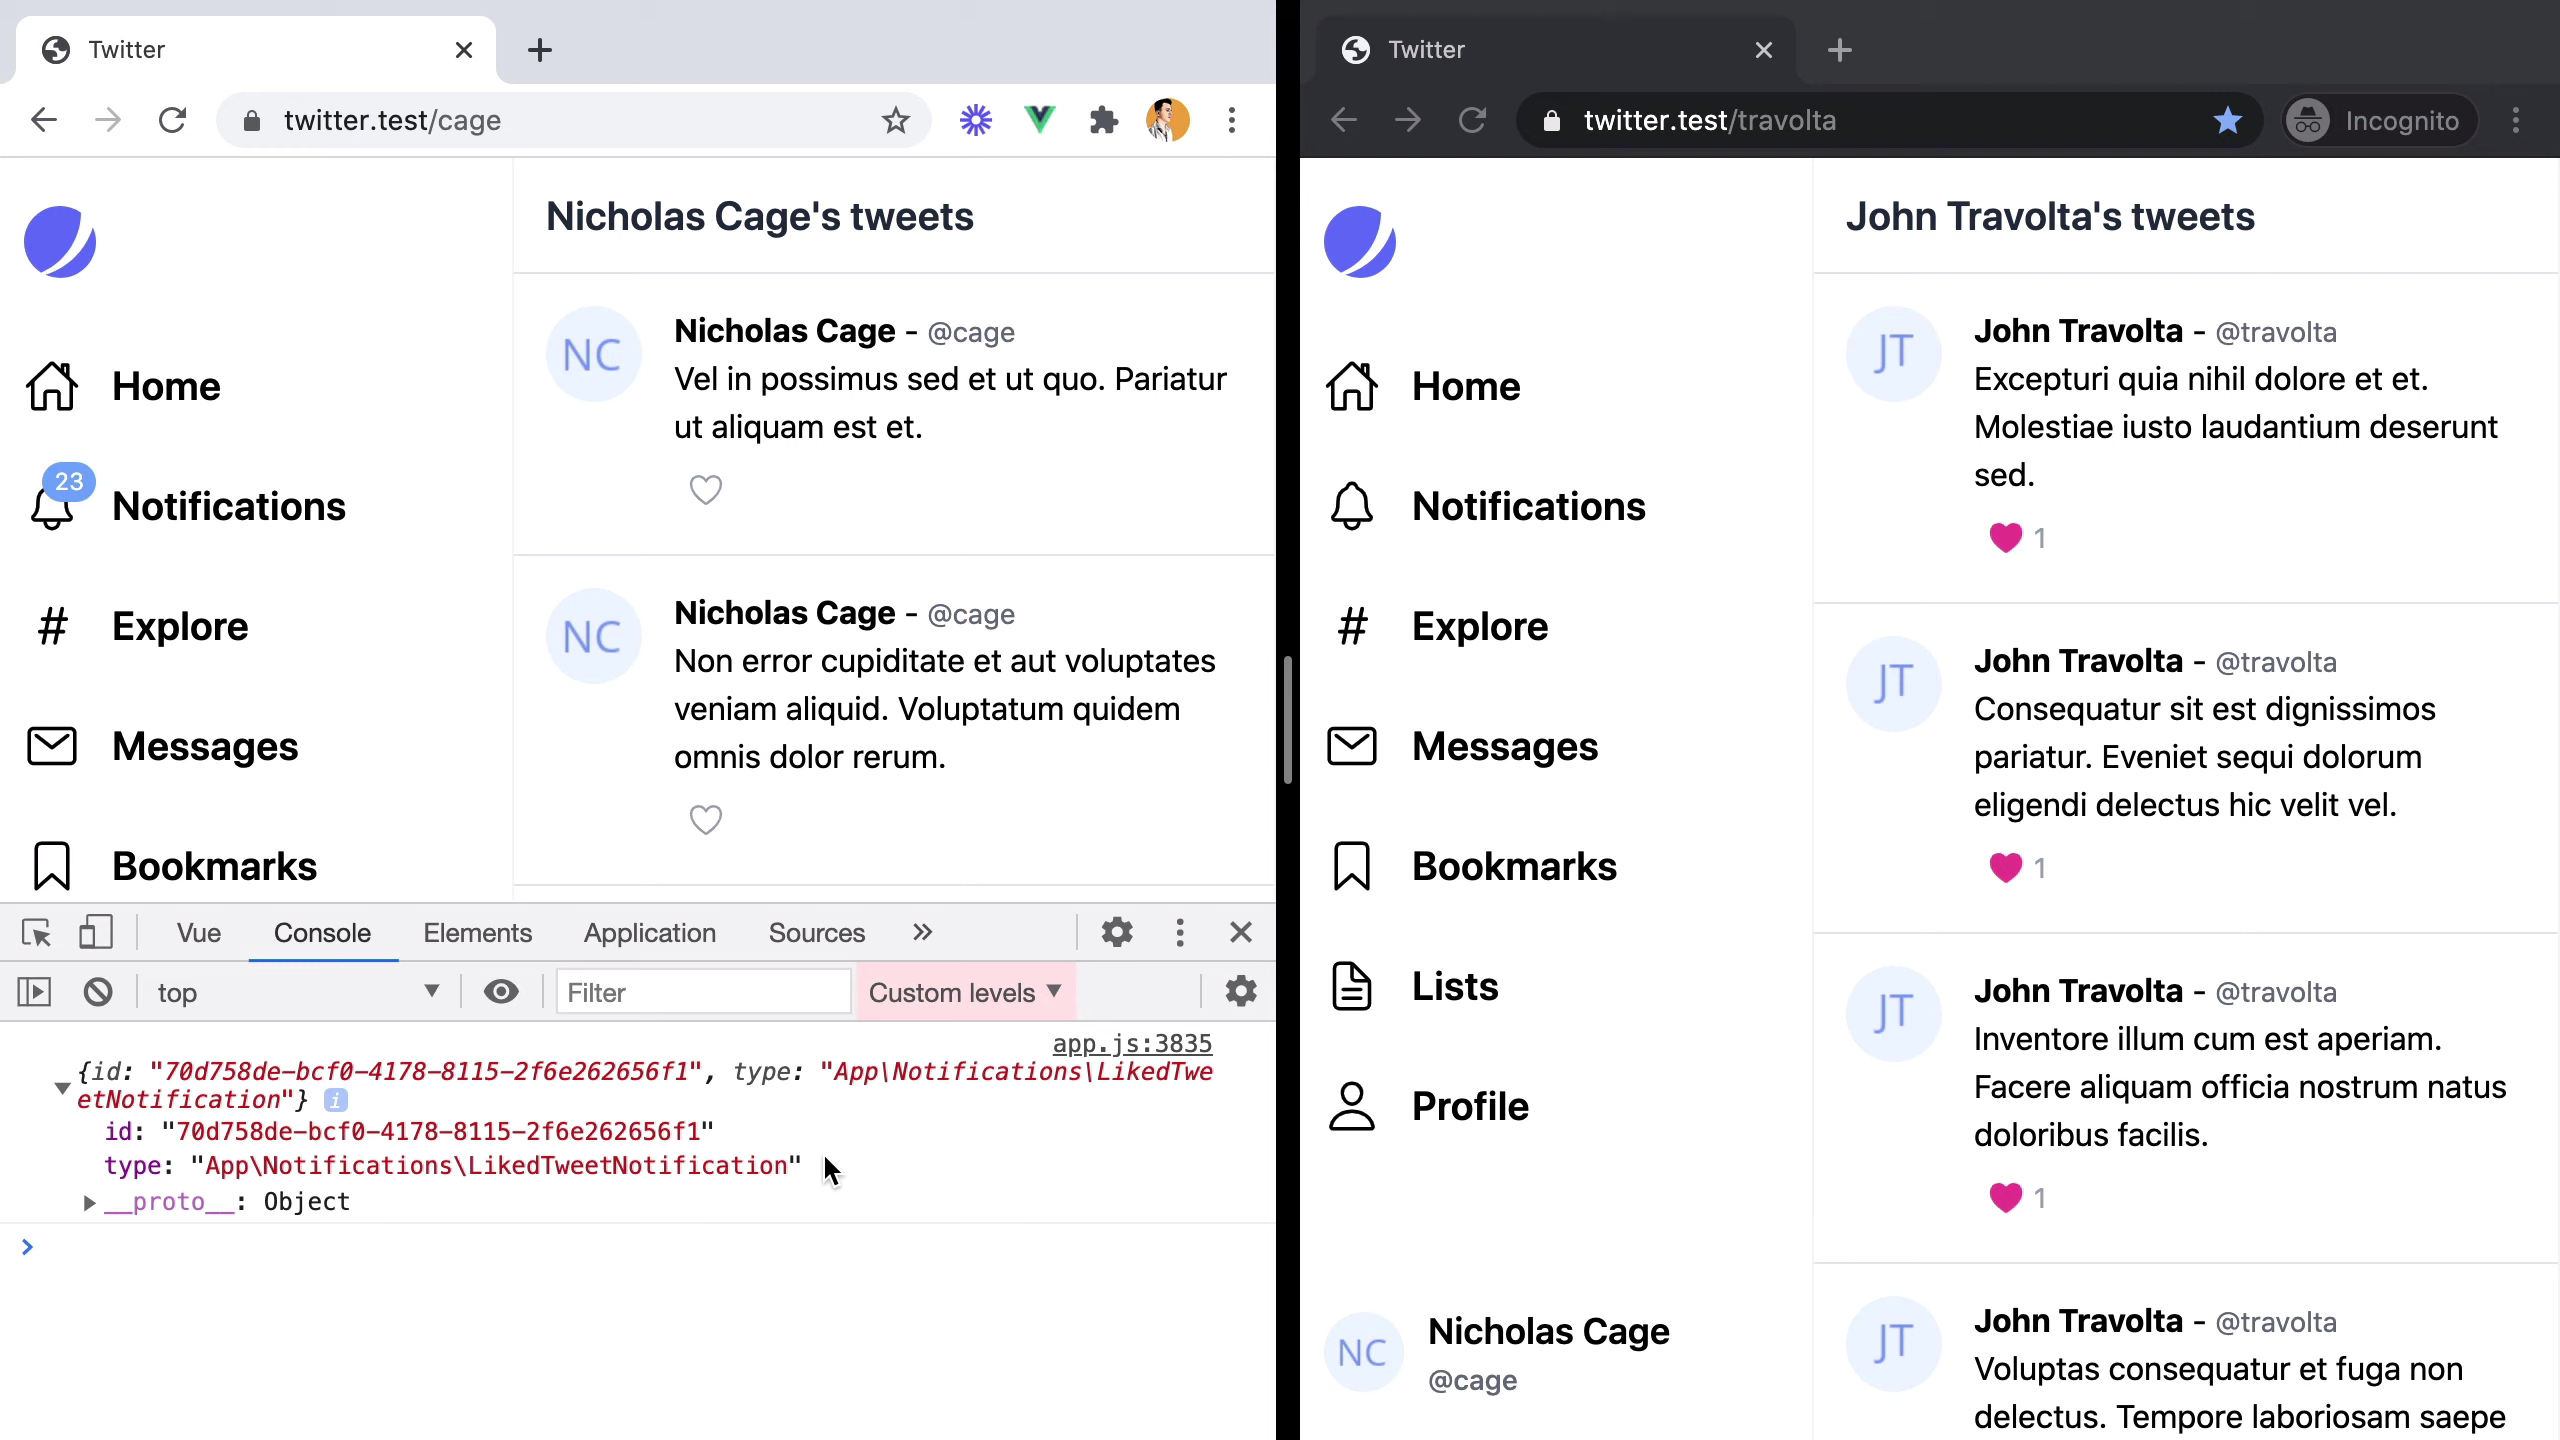 Twitter
twitter.test/cage
Nicholas Cage's tweets
Home
23
Notifications
Explore
Messages
Bookmarks
NC
Nicholas Cage - @cage
Vel in possimus sed et ut quo. Pariatur
ut aliquam est et.
NC
Nicholas Cage - @cage
Non error cupiditate et aut voluptates
veniam aliquid. Voluptatum quidem
omnis dolor rerum.
Vue Console Elements Application Sources »
top Filter Custom levels
app.js:3835
{id: "70d758de-bcf0-4178-8115-2f6e262656f1", type: "App\Notifications\LikedTwe
etNotification"} i
id: "70d758de-bcf0-4178-8115-2f6e262656f1"
type: "App\Notifications\LikedTweetNotification"
__proto__: Object
Twitter
twitter.test/travolta
Incognito
John Travolta's tweets
Home
Notifications
# Explore
Messages
Bookmarks
Lists
Profile
NC
Nicholas Cage
@cage
JT
John Travolta - @travolta
Excepturi quia nihil dolore et et.
Molestiae iusto laudantium deserunt
sed.
1
JT
John Travolta - @travolta
Consequatur sit est dignissimos
pariatur. Eveniet sequi dolorum
eligendi delectus hic velit vel.
1
JT
John Travolta - @travolta
Inventore illum cum est aperiam.
Facere aliquam officia nostrum natus
doloribus facilis.
1
JT
John Travolta - @travolta
Voluptas consequatur et fuga non
delectus. Tempore laboriosam saepe